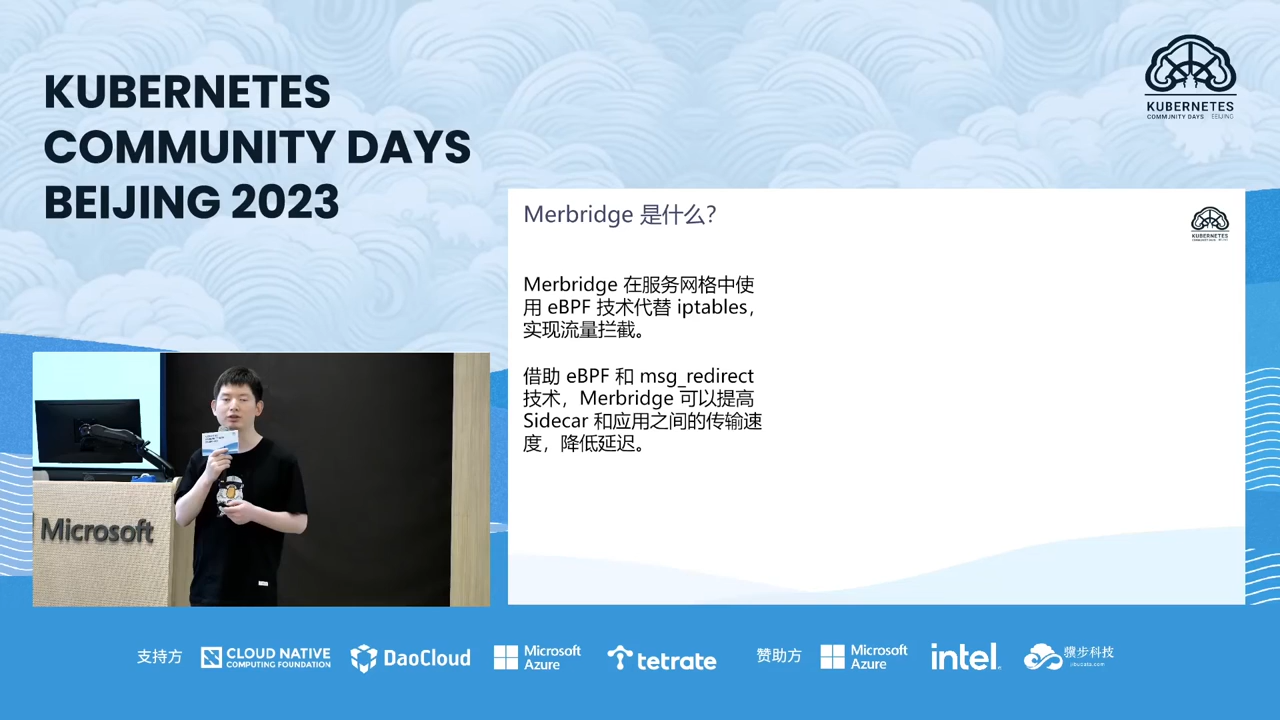 KUBERNETES
COMMUNITY DAYS
BEIJING 2023
KUBERNETES
COMMUNITY DAYS BEIJING
Merbridge 是什么?
KUBERNETES
Merbridge 在服务网格中使
用 eBPF 技术代替 iptables，
实现流量拦截。
借助 eBPF 和 msg_redirect
技术，Merbridge 可以提高
Sidecar 和应用之间的传输速
度，降低延迟。
Microsoft
支持方
CLOUD NATIVE
COMPUTING FOUNDATION
DaoCloud
Microsoft
Azure
tetrate
赞助方
Microsoft
Azure
intel.
骥步科技
jibudata.com